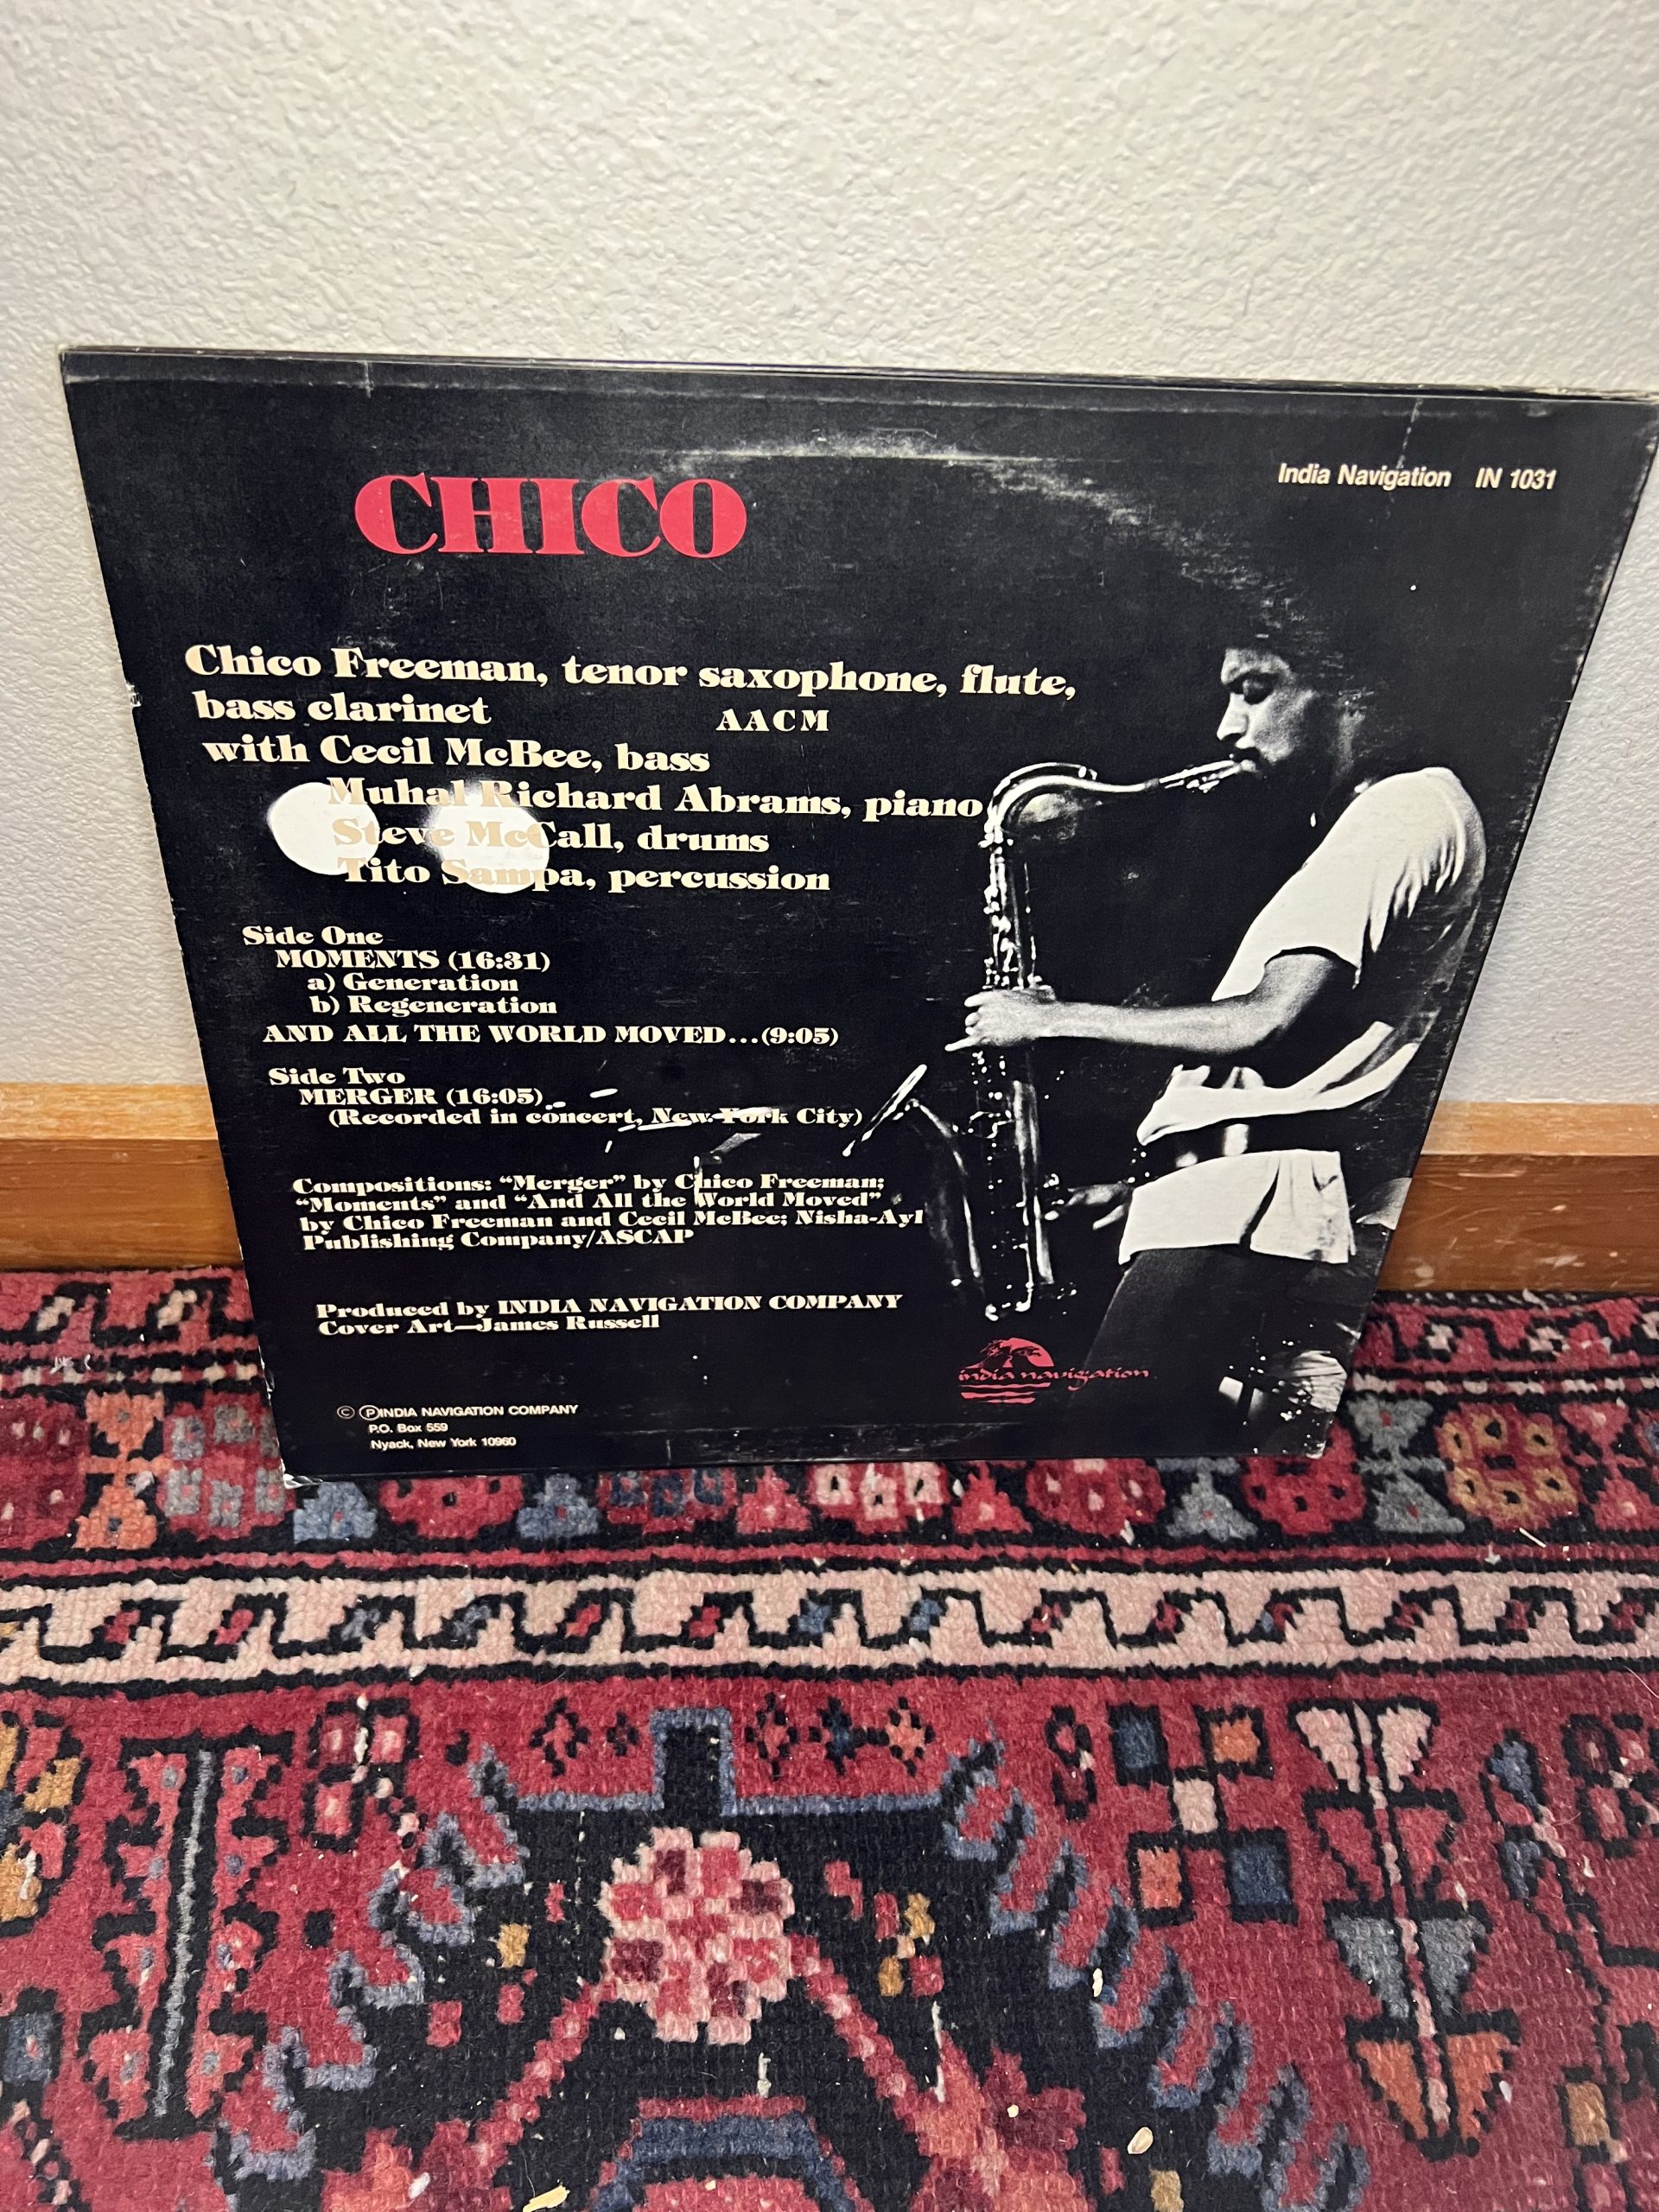 India Navigation IN 1031
CHICO
Chico Freeman, tenor saxophone, flute,
bass clarinet AACM
with Cecil McBee, bass
Muhal Richard Abrams, piano
Steve McCall, drums
Tito Sampa, percussion
Side One
MOMENTS (16:31)
a) Generation
b) Regeneration
AND ALL THE WORLD MOVED...(9:05)
Side Two
MERGER (16:05)
(Recorded in concert, New York City)
Compositions: “Merger” by Chico Freeman;
“Moments” and “And All the World Moved”
by Chico Freeman and Cecil McBee; Nisha-Ayl
Publishing Company/ASCAP
Produced by INDIA NAVIGATION COMPANY
Cover Art—James Russell
india navigation
© ℗INDIA NAVIGATION COMPANY
P.O. Box 559
Nyack, New York 10960